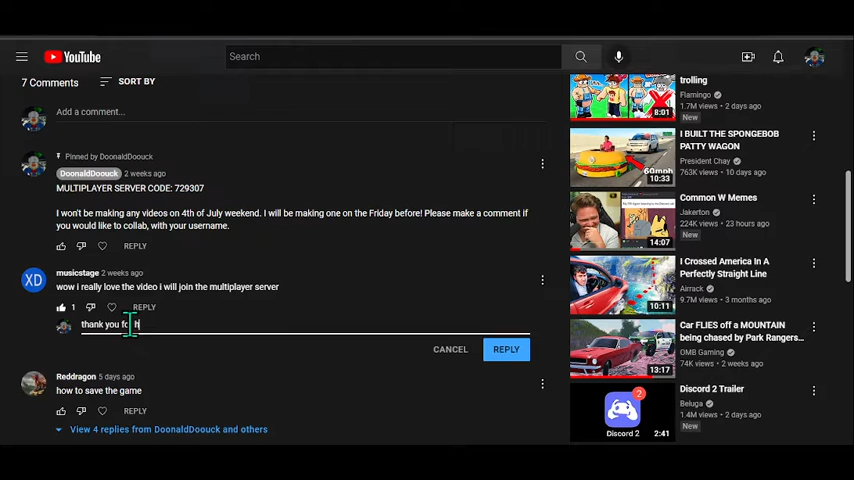 YouTube
Search
7 Comments
SORT BY
Add a comment...
Pinned by DoonaldDoouck
DoonaldDoouck 2 weeks ago
MULTIPLAYER SERVER CODE: 729307
I won't be making any videos on 4th of July weekend. I will be making one on the Friday before! Please make a comment if
you would like to collab, with your username.
REPLY
XD
musicstage 2 weeks ago
wow i really love the video i will join the multiplayer server
1 REPLY
thank you fo h
CANCEL REPLY
Reddragon 5 days ago
how to save the game
REPLY
View 4 replies from DoonaldDoouck and others
trolling
Flamingo
1.7M views • 2 days ago
New
8:01
I BUILT THE SPONGEBOB
PATTY WAGON
President Chay
763K views • 10 days ago
60mph
10:33
Common W Memes
Jakerton
224K views • 23 hours ago
New
14:07
I Crossed America In A
Perfectly Straight Line
Airrack
9.7M views • 3 months ago
10:11
Car FLIES off a MOUNTAIN
being chased by Park Rangers...
OMB Gaming
74K views • 2 weeks ago
13:17
Discord 2 Trailer
Beluga
1.4M views • 2 days ago
Discord 2
2:41